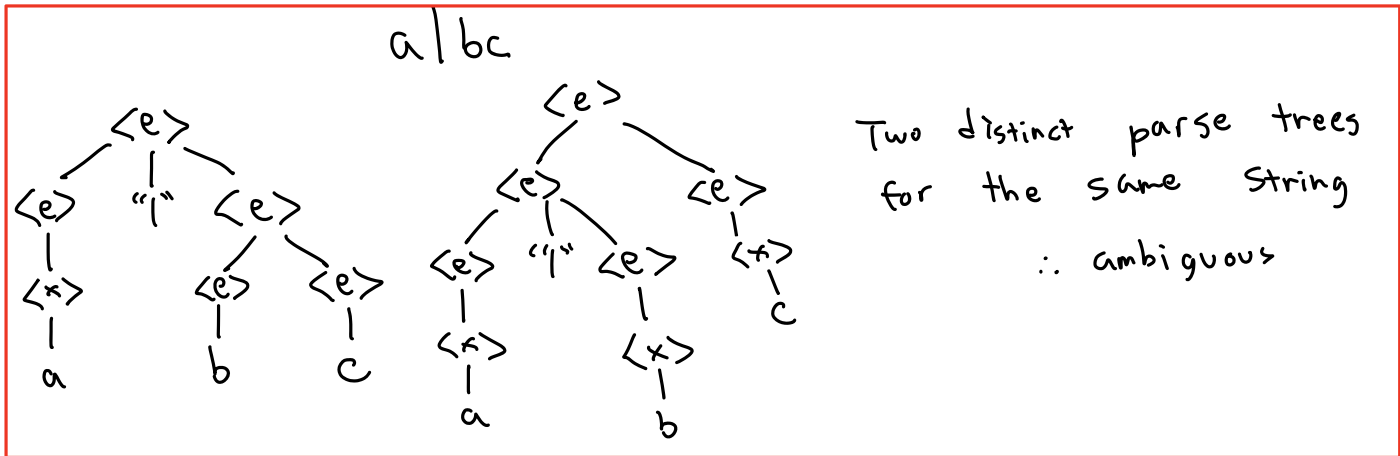 a|bc
<e>
<e> "|" <e>
<x> <e> <e>
a b c
<e>
<e> <e>
<e> "|" <e> <x>
<x> <x> c
a b
Two distinct parse trees
for the same string
∴ ambiguous